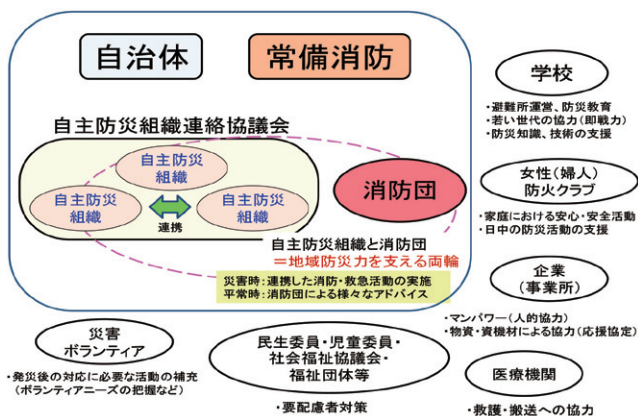 自治体
常備消防
自主防災組織連絡協議会
自主防災
組織
自主防災
組織
自主防災
組織
連携
消防団
自主防災組織と消防団
＝地域防災力を支える両輪
災害時：連携した消防・救急活動の実施
平常時：消防団による様々なアドバイス
学校
・避難所運営、防災教育
・若い世代の協力（即戦力）
・防災知識、技術の支援
女性（婦人）
防火クラブ
・家庭における安心・安全活動
・日中の防災活動の支援
企業
（事業所）
・マンパワー（人的協力）
・物資・資機材による協力（応援協定）
災害
ボランティア
・発災後の対応に必要な活動の補充
（ボランティアニーズの把握など）
民生委員・児童委員・
社会福祉協議会・
福祉団体等
・要配慮者対策
医療機関
・救護・搬送への協力